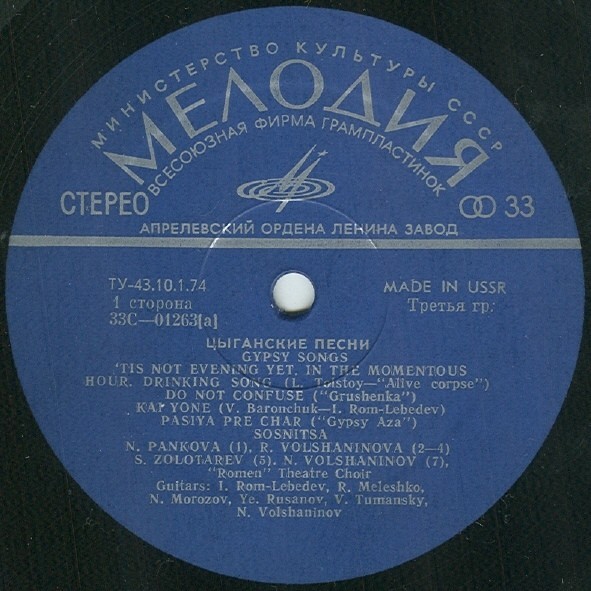 МИНИСТЕРСТВО КУЛЬТУРЫ СССР
МЕЛОДИЯ
ВСЕСОЮЗНАЯ ФИРМА ГРАМПЛАСТИНОК
СТЕРЕО
33
АПРЕЛЕВСКИЙ ОРДЕНА ЛЕНИНА ЗАВОД
ТУ-43.10.1.74
MADE IN USSR
1 сторона
Третья гр.
33С—01263[a]
ЦЫГАНСКИЕ ПЕСНИ
GYPSY SONGS
'TIS NOT EVENING YET, IN THE MOMENTOUS
HOUR, DRINKING SONG (L. Tolstoy—"Alive corpse")
DO NOT CONFUSE ("Grushenka")
KAI YONE (V. Baronchuk—I. Rom-Lebedev)
PASIYA PRE CHAR ("Gypsy Aza")
SOSNITSA
N. PANKOVA (1), R. VOLSHANINOVA (2—4)
S. ZOLOTAREV (5), N. VOLSHANINOV (7),
"Romen" Theatre Choir
Guitars: I. Rom-Lebedev, R. Meleshko,
N. Morozov, Ye. Rusanov, V. Tumansky,
N. Volshaninov